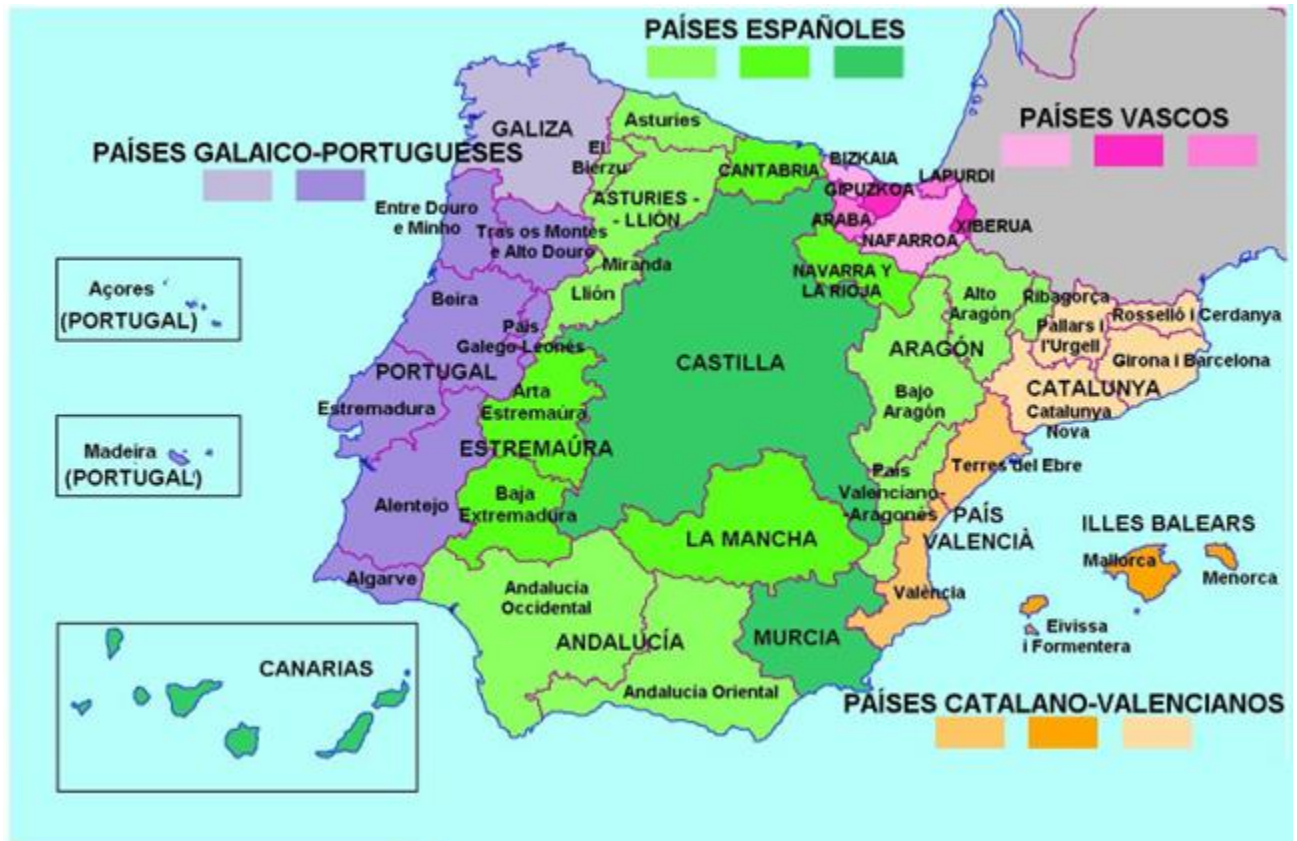 PAÍSES ESPAÑOLES
PAÍSES VASCOS
PAÍSES GALAICO-PORTUGUESES
GALIZA
Asturies
El
Bierzu
ASTURIES -
- LLIÓN
CANTABRIA
BIZKAIA
GIPUZKOA
LAPURDI
ARABA
NAFARROA
XIBERUA
Entre Douro
e Minho
Tras os Montes
e Alto Douro
Miranda
Llión
NAVARRA Y
LA RIOJA
Alto
Aragón
Ribagorça
Pallars i
l'Urgell
Rosselló i Cerdanya
Girona i Barcelona
Açores
(PORTUGAL)
Beira
País
Galego-Leonés
PORTUGAL
Estremadura
CASTILLA
ARAGÓN
Bajo
Aragón
CATALUNYA
Catalunya
Nova
Arta
Estremaúra
ESTREMAÚRA
Terres del Ebre
Madeira
(PORTUGAL)
Alentejo
Baja
Extremadura
LA MANCHA
País
Valenciano-
-Aragonés
PAÍS
VALENCIÀ
València
ILLES BALEARS
Mallorca
Menorca
Eivissa
i Formentera
Algarve
Andalucía
Occidental
ANDALUCÍA
Andalucía Oriental
MURCIA
CANARIAS
PAÍSES CATALANO-VALENCIANOS